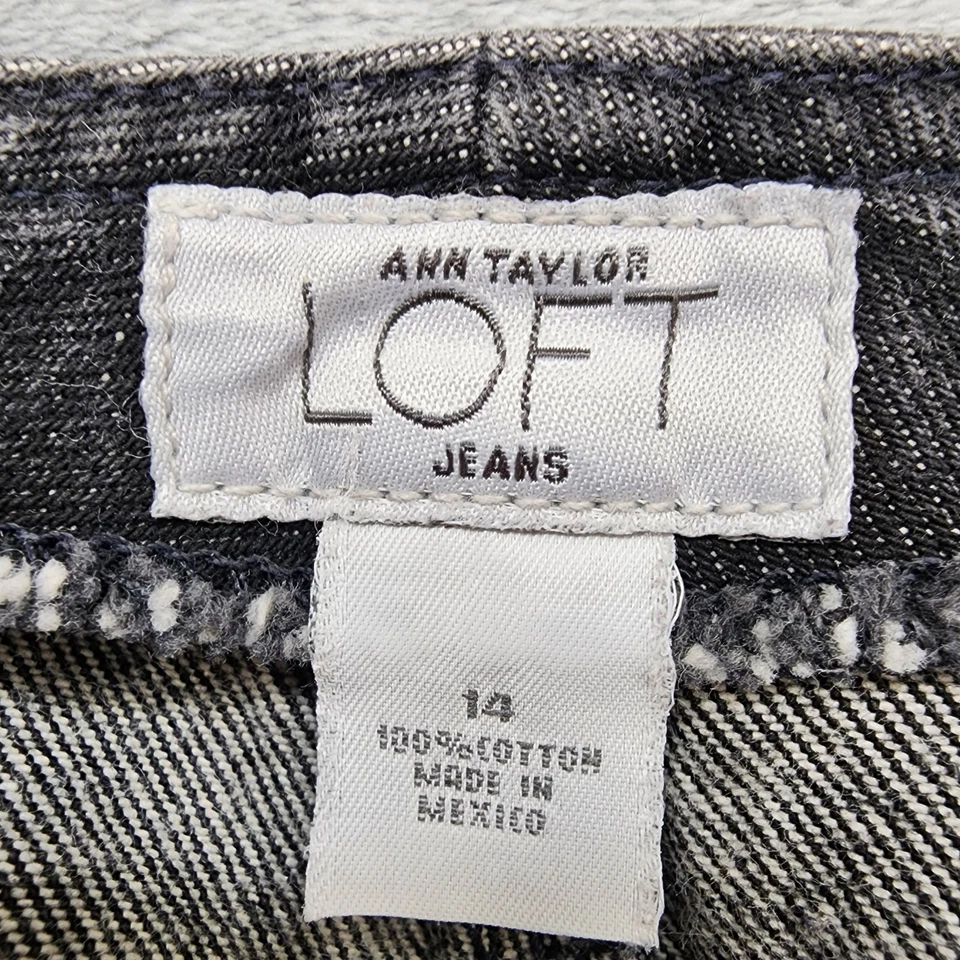 ANN TAYLOR
LOFT
JEANS
14
100% COTTON
MADE IN
MEXICO